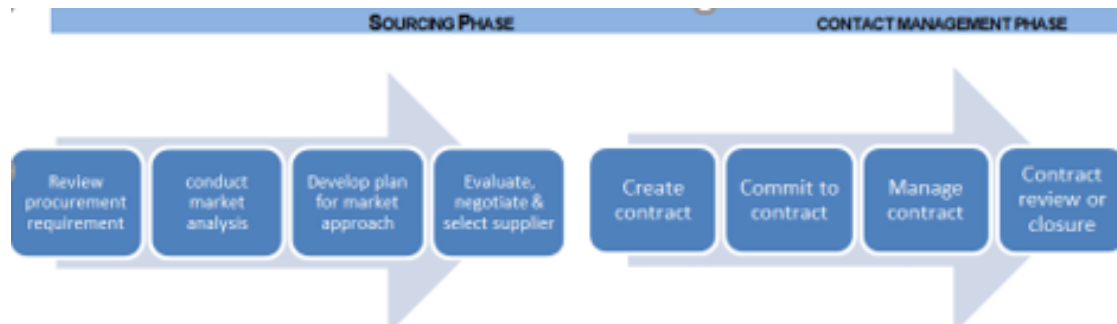 SOURCING PHASE
CONTACT MANAGEMENT PHASE
Review
procurement
requirement
conduct
market
analysis
Develop plan
for market
approach
Evaluate,
negotiate &
select supplier
Create
contract
Commit to
contract
Manage
contract
Contract
review or
closure